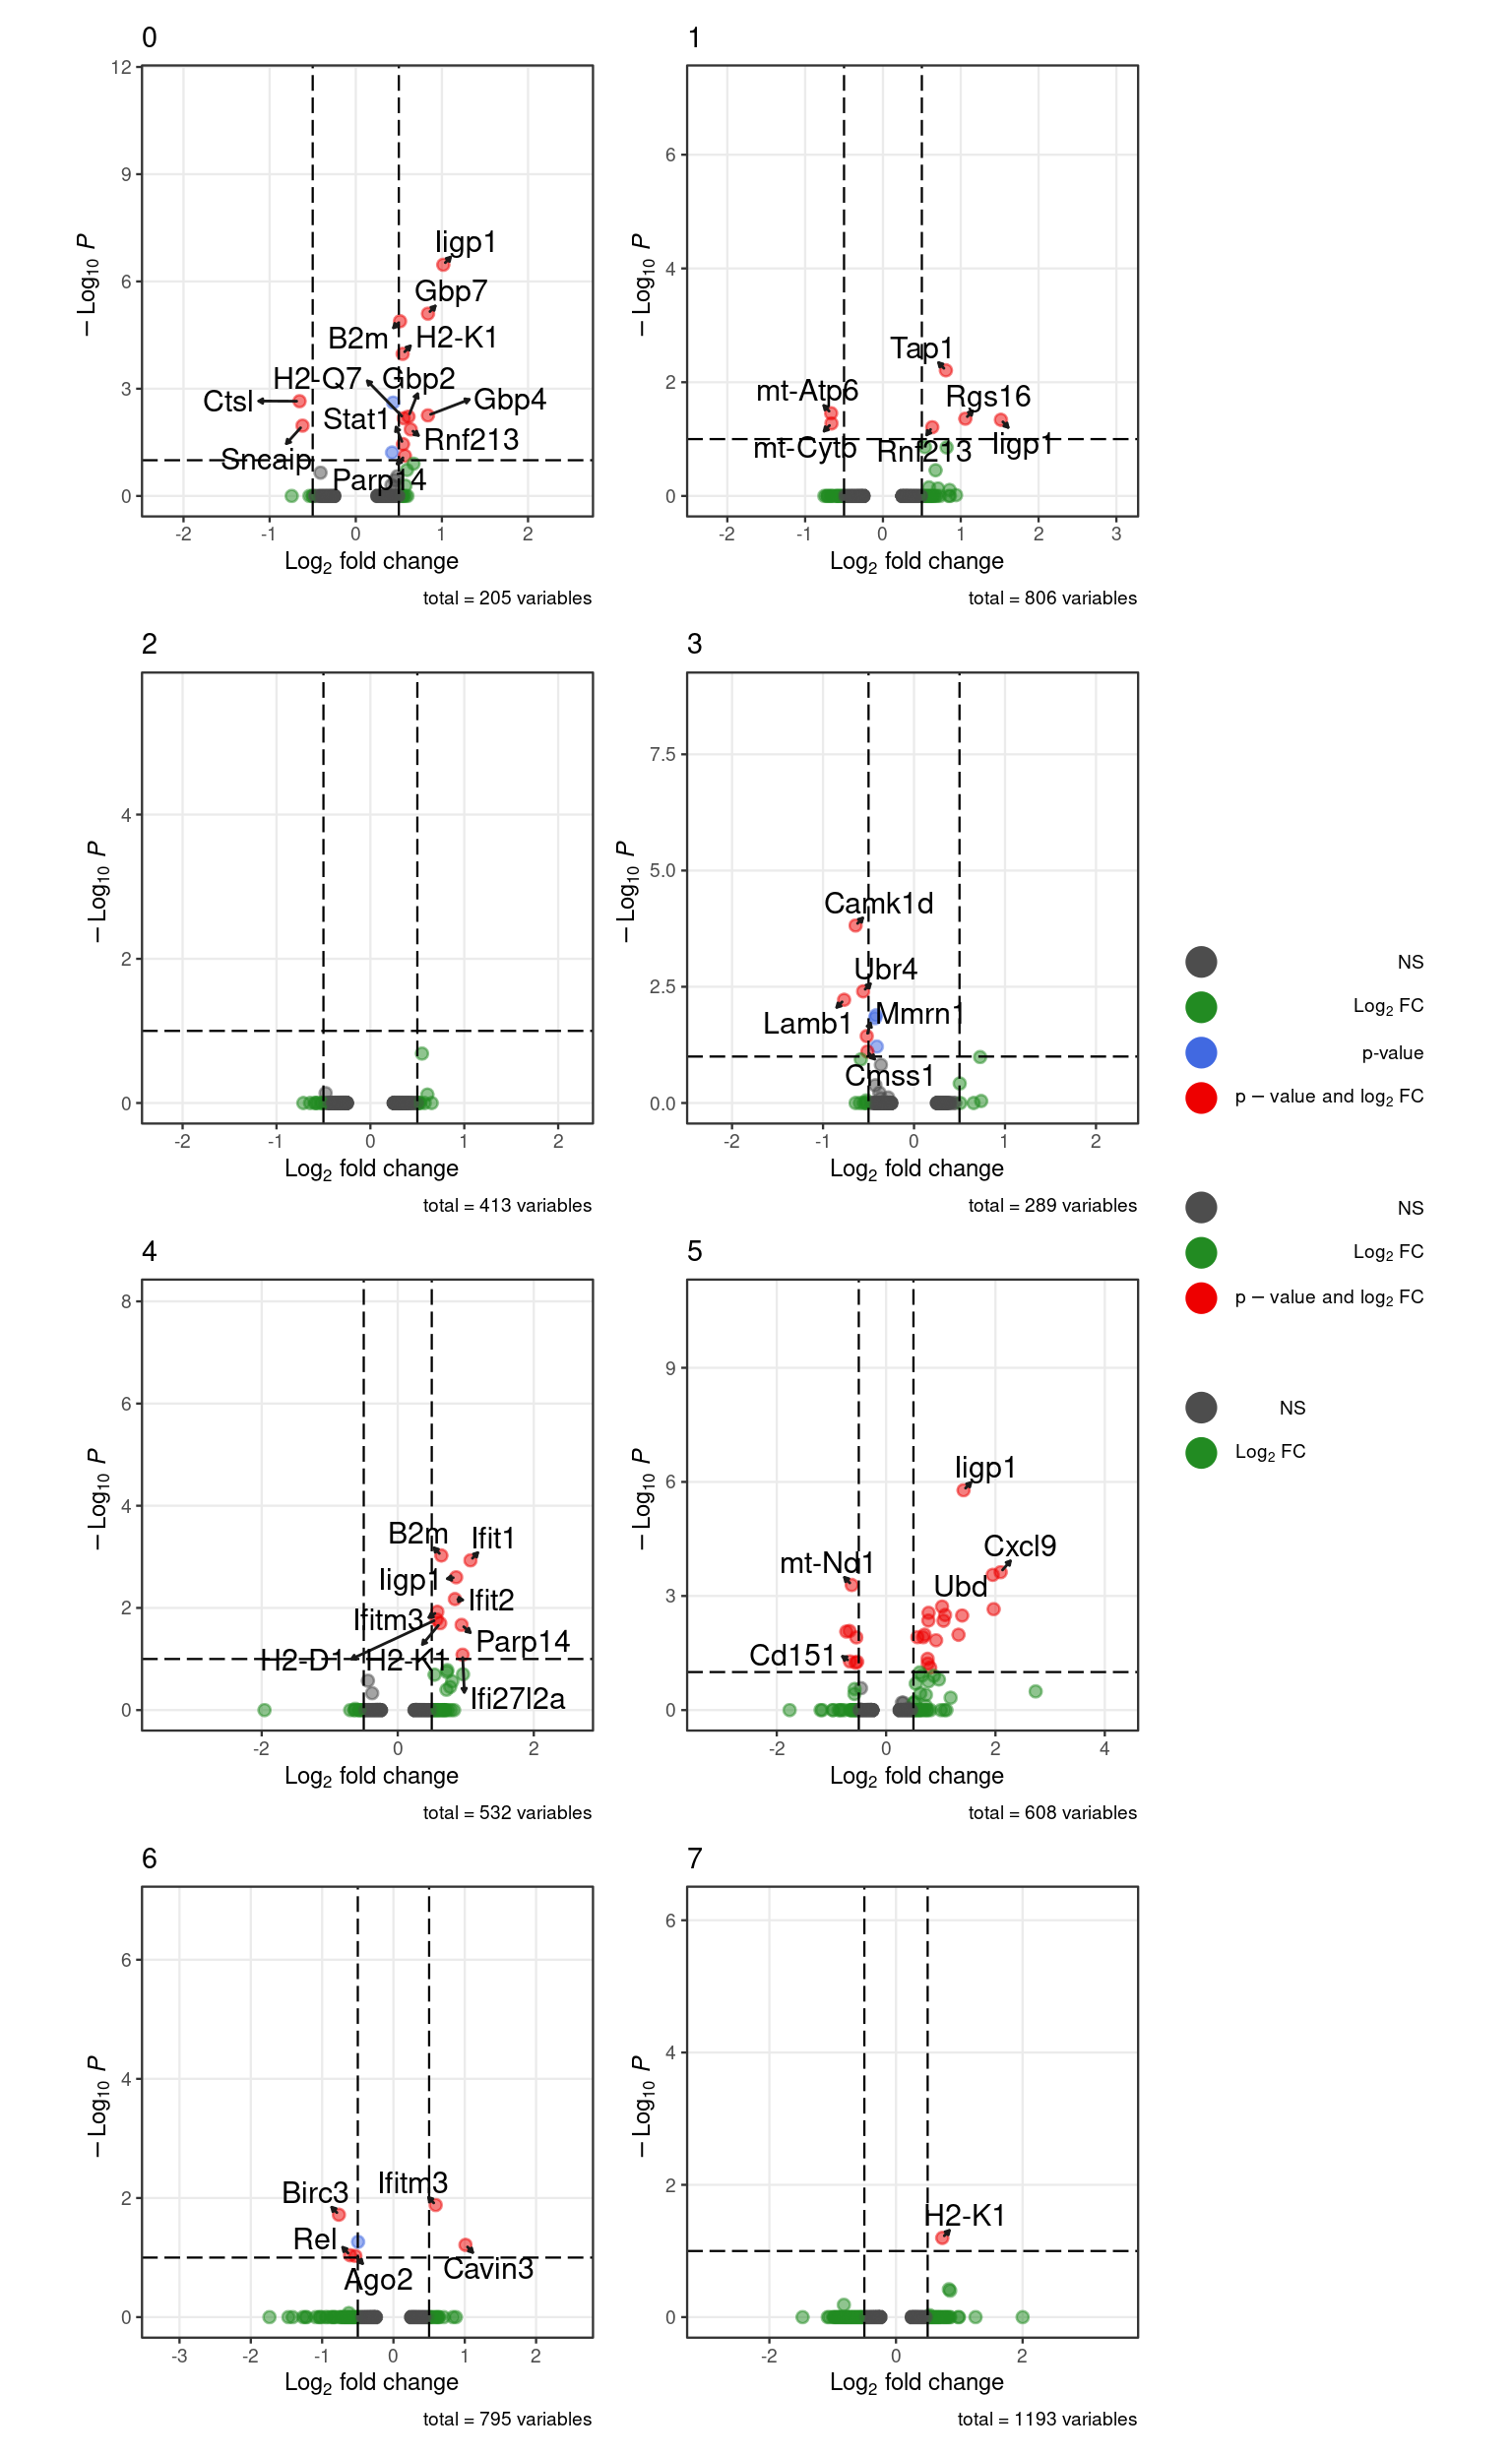 0
12
9
6
3
0
-2
-1
0
1
2
− Log10 P
Iigp1
Gbp7
B2m
H2-K1
H2-Q7
Gbp2
Ctsl
Gbp4
Stat1
Rnf213
Sncaip
Parp14
Log2 fold change
total = 205 variables
1
6
4
2
0
-2
-1
0
1
2
3
− Log10 P
Tap1
mt-Atp6
Rgs16
mt-Cytb
Rnf213
Iigp1
Log2 fold change
total = 806 variables
2
4
2
0
-2
-1
0
1
2
− Log10 P
Log2 fold change
total = 413 variables
3
7.5
5.0
2.5
0.0
-2
-1
0
1
2
− Log10 P
Camk1d
Ubr4
Lamb1
Mmrn1
Cmss1
Log2 fold change
total = 289 variables
NS
Log2 FC
p-value
p − value and log2 FC
NS
Log2 FC
p − value and log2 FC
NS
Log2 FC
4
8
6
4
2
0
-2
0
2
− Log10 P
B2m
Ifit1
Iigp1
Ifit2
Ifitm3
Parp14
H2-D1
H2-K1
Ifi27l2a
Log2 fold change
total = 532 variables
5
9
6
3
0
-2
0
2
4
− Log10 P
Iigp1
Cxcl9
mt-Nd1
Ubd
Cd151
Log2 fold change
total = 608 variables
6
6
4
2
0
-3
-2
-1
0
1
2
− Log10 P
Birc3
Ifitm3
Rel
Ago2
Cavin3
Log2 fold change
total = 795 variables
7
6
4
2
0
-2
0
2
− Log10 P
H2-K1
Log2 fold change
total = 1193 variables